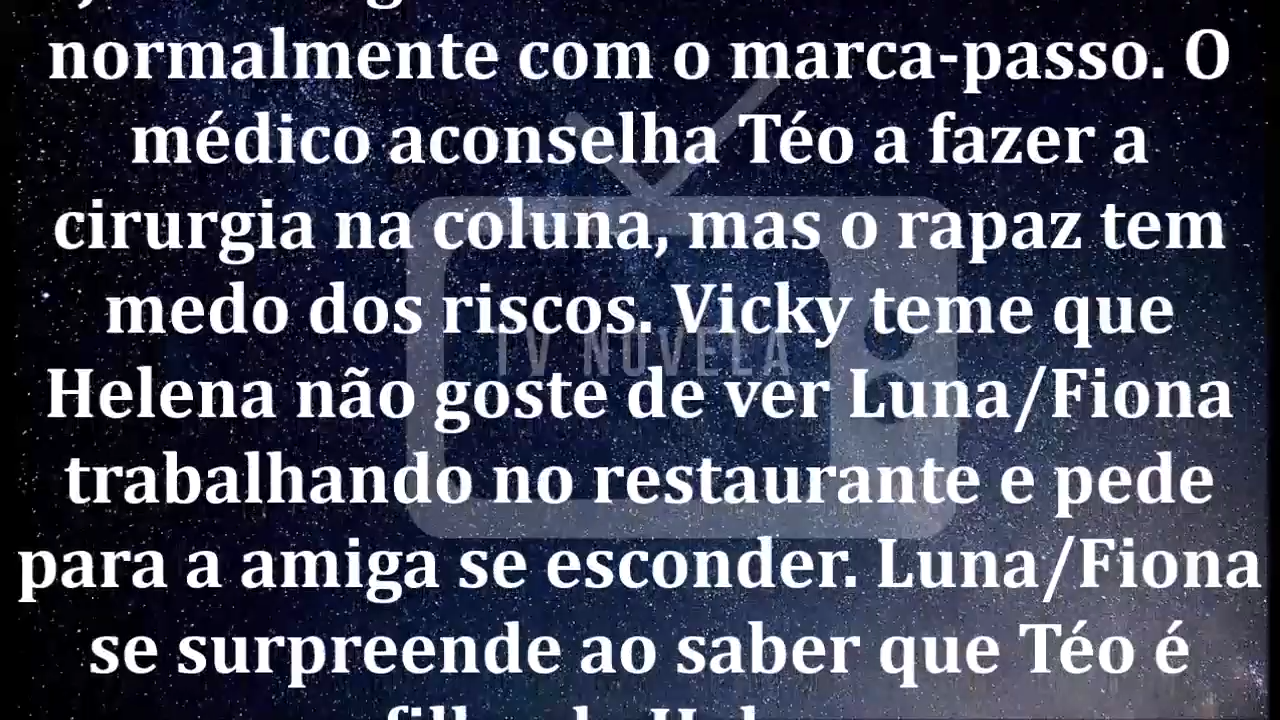 normalmente com o marca-passo. O
médico aconselha Téo a fazer a
cirurgia na coluna, mas o rapaz tem
medo dos riscos. Vicky teme que
Helena não goste de ver Luna/Fiona
TV NOVELA
trabalhando no restaurante e pede
para a amiga se esconder. Luna/Fiona
se surpreende ao saber que Téo é